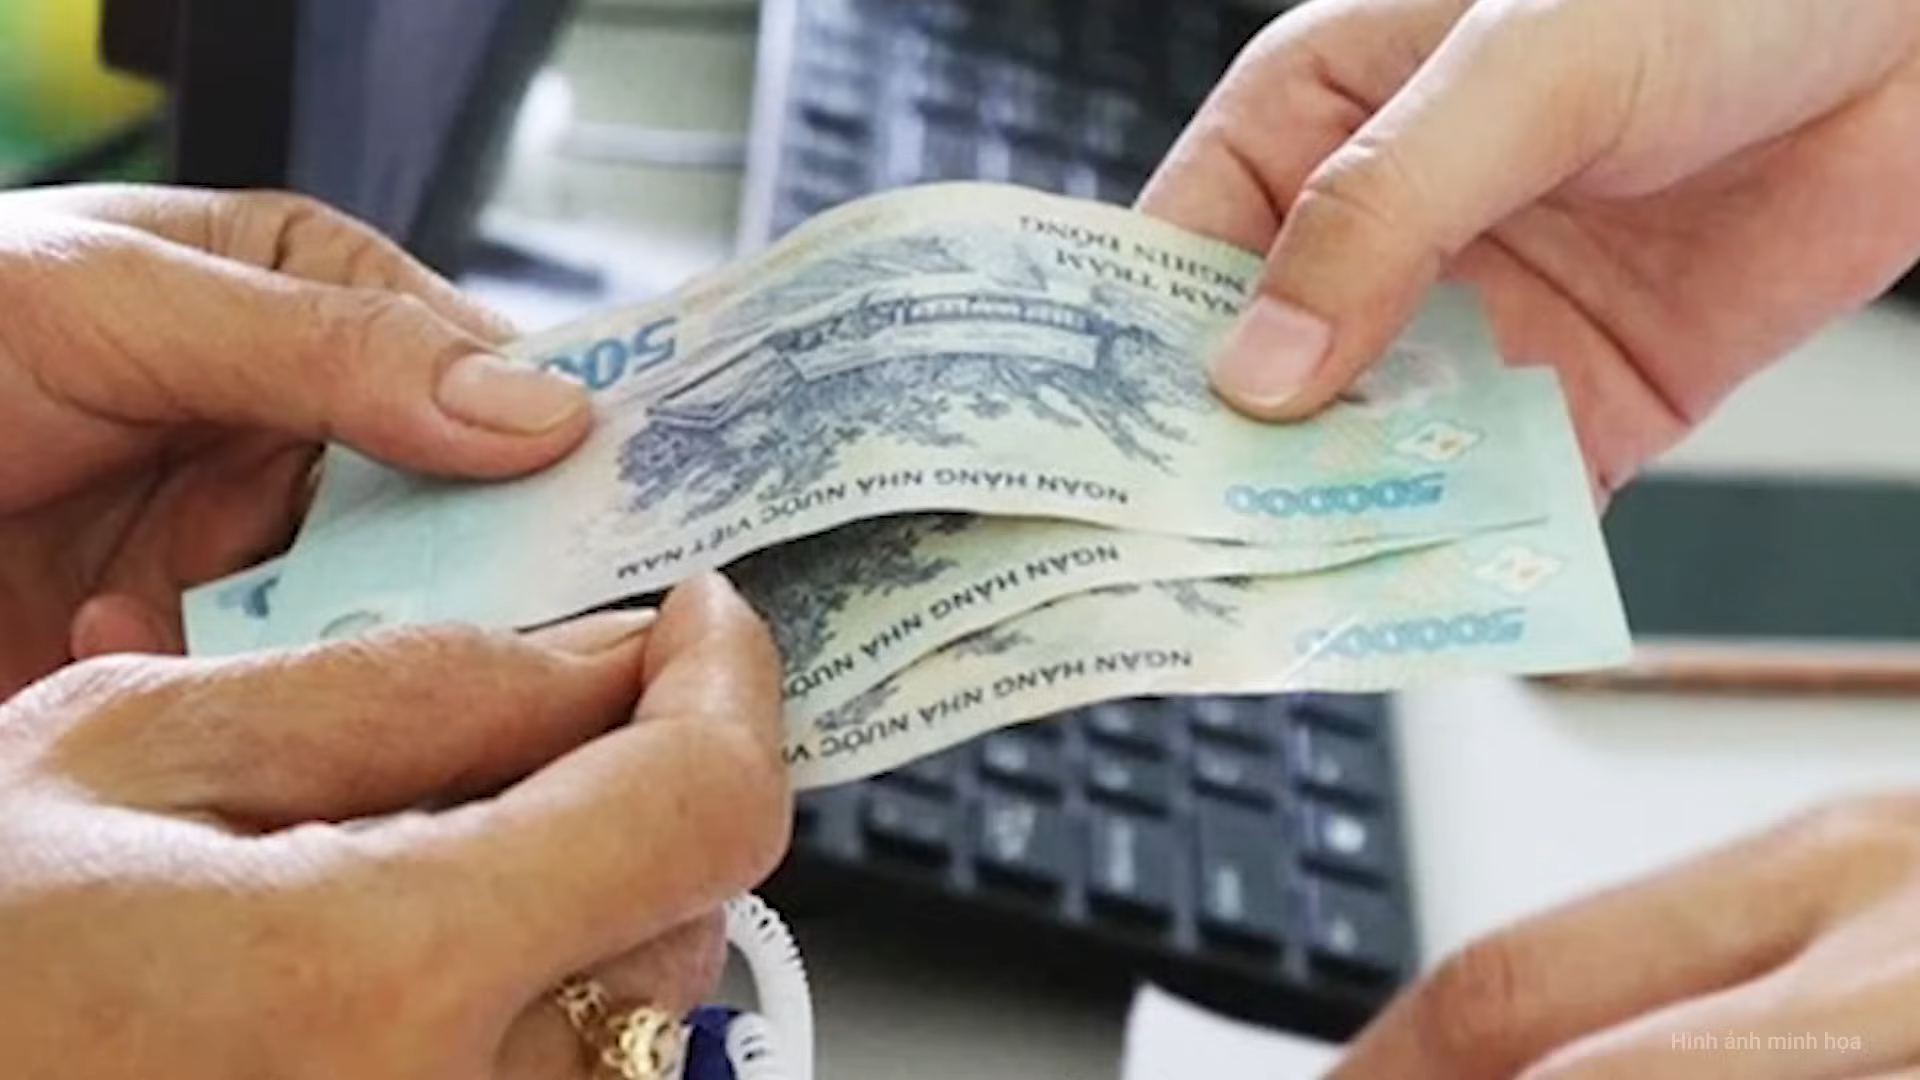 NĂM TRĂM
NGHÌN ĐỒNG
500
NGÂN HÀNG NHÀ NƯỚC VIỆT NAM
500000
NGÂN HÀNG NHÀ NƯỚC
NGÂN HÀNG NHÀ NƯỚC V
500000
Hình ảnh minh họa